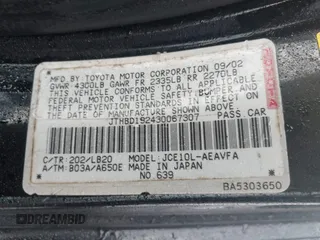 MFD BY TOYOTA MOTOR CORPORATION 09/02
GVWR 4300LB GAWR FR 2335LB RR 2270LB
THIS VEHICLE CONFORMS TO ALL APPLICABLE
FEDERAL MOTOR VEHICLE SAFETY, BUMPER, AND
THEFT PREVENTION STANDARDS IN EFFECT ON
THE DATE OF MANUFACTURE SHOWN ABOVE.
JTHBD192430067307 PASS CAR
C/TR: 202/LB20 MODEL JCE10L-AEAVFA
A/TM: B03A/A650E MADE IN JAPAN
NO 639
BA5303650
TOYOTA